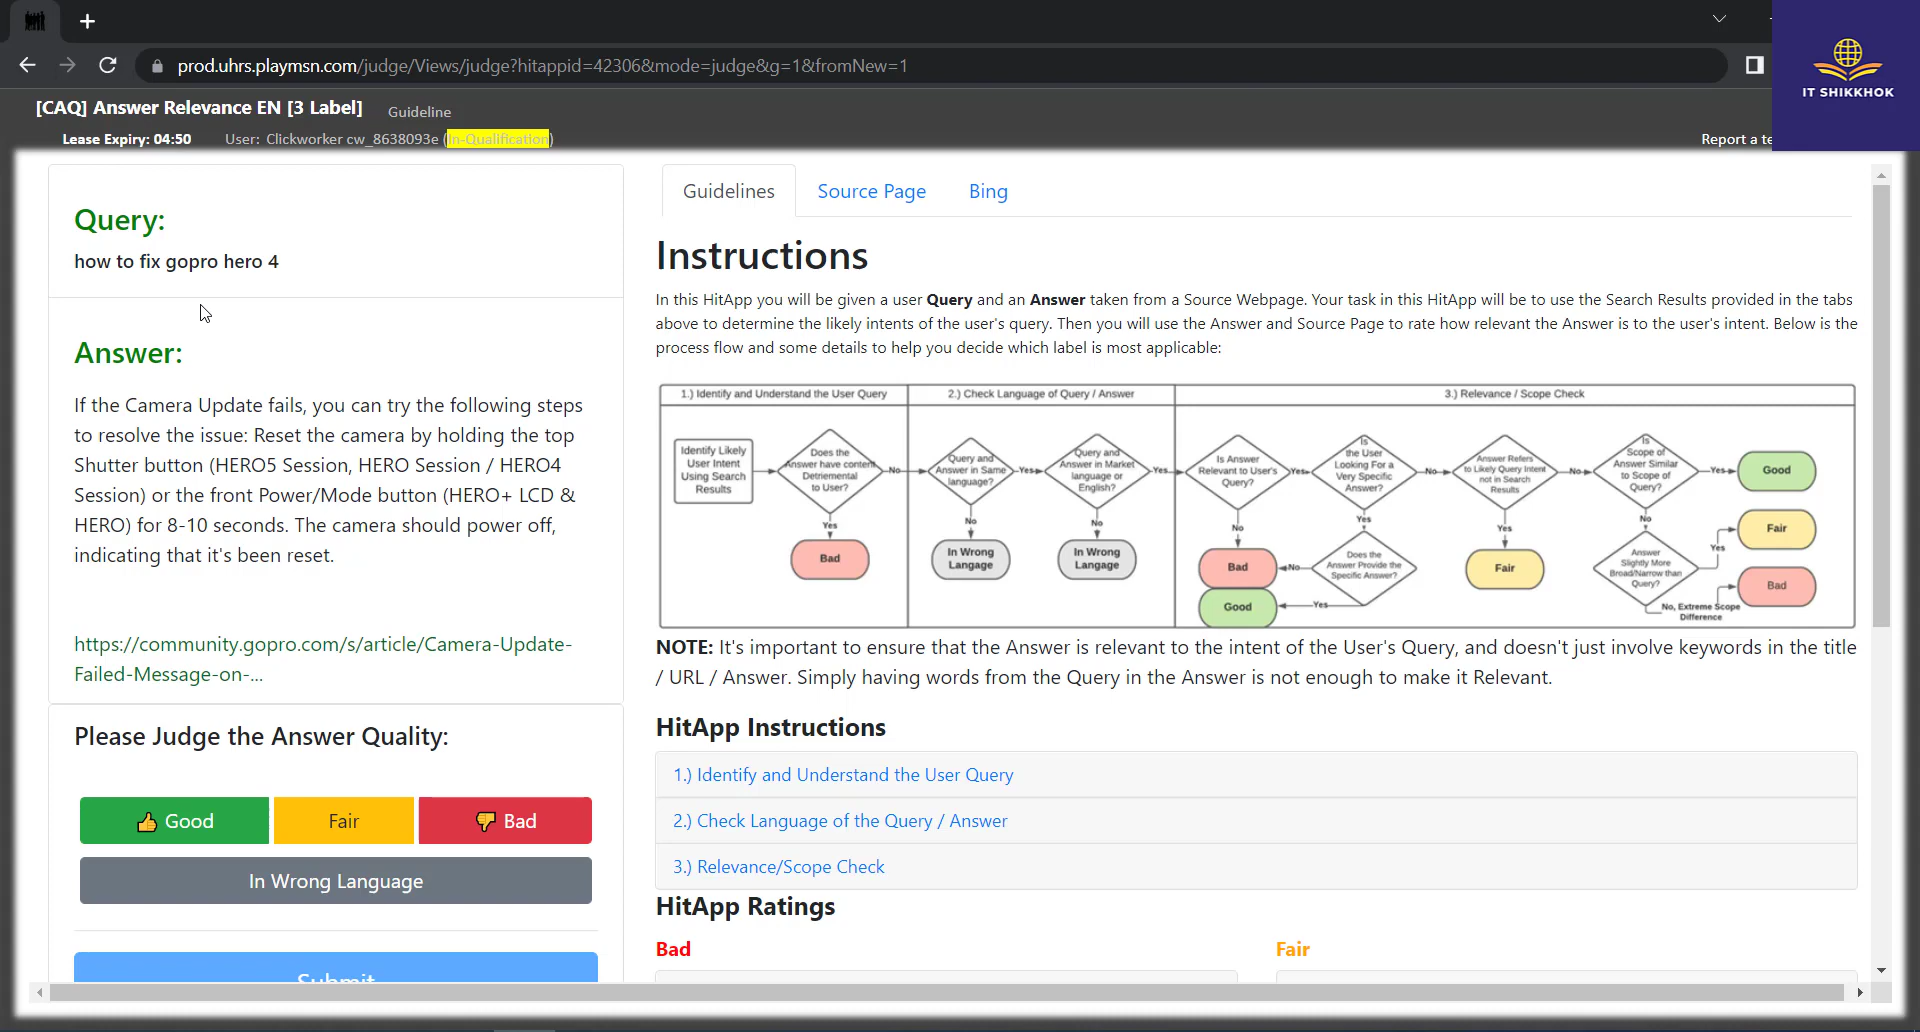 prod.uhrs.playmsn.com/judge/Views/judge?hitappid=42306&mode=judge&g=1&fromNew=1
IT SHIKKHOK
[CAQ] Answer Relevance EN [3 Label]
Guideline
Lease Expiry: 04:50
User: Clickworker cw_8638093e (In-Qualification)
Report a te
Query:
how to fix gopro hero 4
Answer:
If the Camera Update fails, you can try the following steps
to resolve the issue: Reset the camera by holding the top
Shutter button (HERO5 Session, HERO Session / HERO4
Session) or the front Power/Mode button (HERO+ LCD &
HERO) for 8-10 seconds. The camera should power off,
indicating that it's been reset.
https://community.gopro.com/s/article/Camera-Update-
Failed-Message-on-...
Please Judge the Answer Quality:
Good
Fair
Bad
In Wrong Language
Submit
Guidelines
Source Page
Bing
Instructions
In this HitApp you will be given a user Query and an Answer taken from a Source Webpage. Your task in this HitApp will be to use the Search Results provided in the tabs
above to determine the likely intents of the user's query. Then you will use the Answer and Source Page to rate how relevant the Answer is to the user's intent. Below is the
process flow and some details to help you decide which label is most applicable:
1.) Identify and Understand the User Query
Identify Likely
User Intent
Using Search
Results
Does the
Answer have content
Detriemental
to User?
No
Yes
Bad
2.) Check Language of Query / Answer
Query and
Answer in Same
language?
Yes
No
In Wrong
Langage
Query and
Answer in Market
language or
English?
Yes
No
In Wrong
Langage
3.) Relevance / Scope Check
Is Answer
Relevant to User's
Query?
Yes
No
Bad
Good
Is
the User
Looking For a
Very Specific
Answer?
No
Yes
Does the
Answer Provide the
Specific Answer?
No
Yes
Answer Refers
to Likely Query Intent
not in Search
Results
No
Yes
Fair
Is
Scope of
Answer Similar
to Scope of
Query?
Yes
Good
No
Answer
Slightly More
Broad/Narrow than
Query?
Yes
Fair
Bad
No, Extreme Scope
Difference
NOTE: It's important to ensure that the Answer is relevant to the intent of the User's Query, and doesn't just involve keywords in the title
/ URL / Answer. Simply having words from the Query in the Answer is not enough to make it Relevant.
HitApp Instructions
1.) Identify and Understand the User Query
2.) Check Language of the Query / Answer
3.) Relevance/Scope Check
HitApp Ratings
Bad
Fair